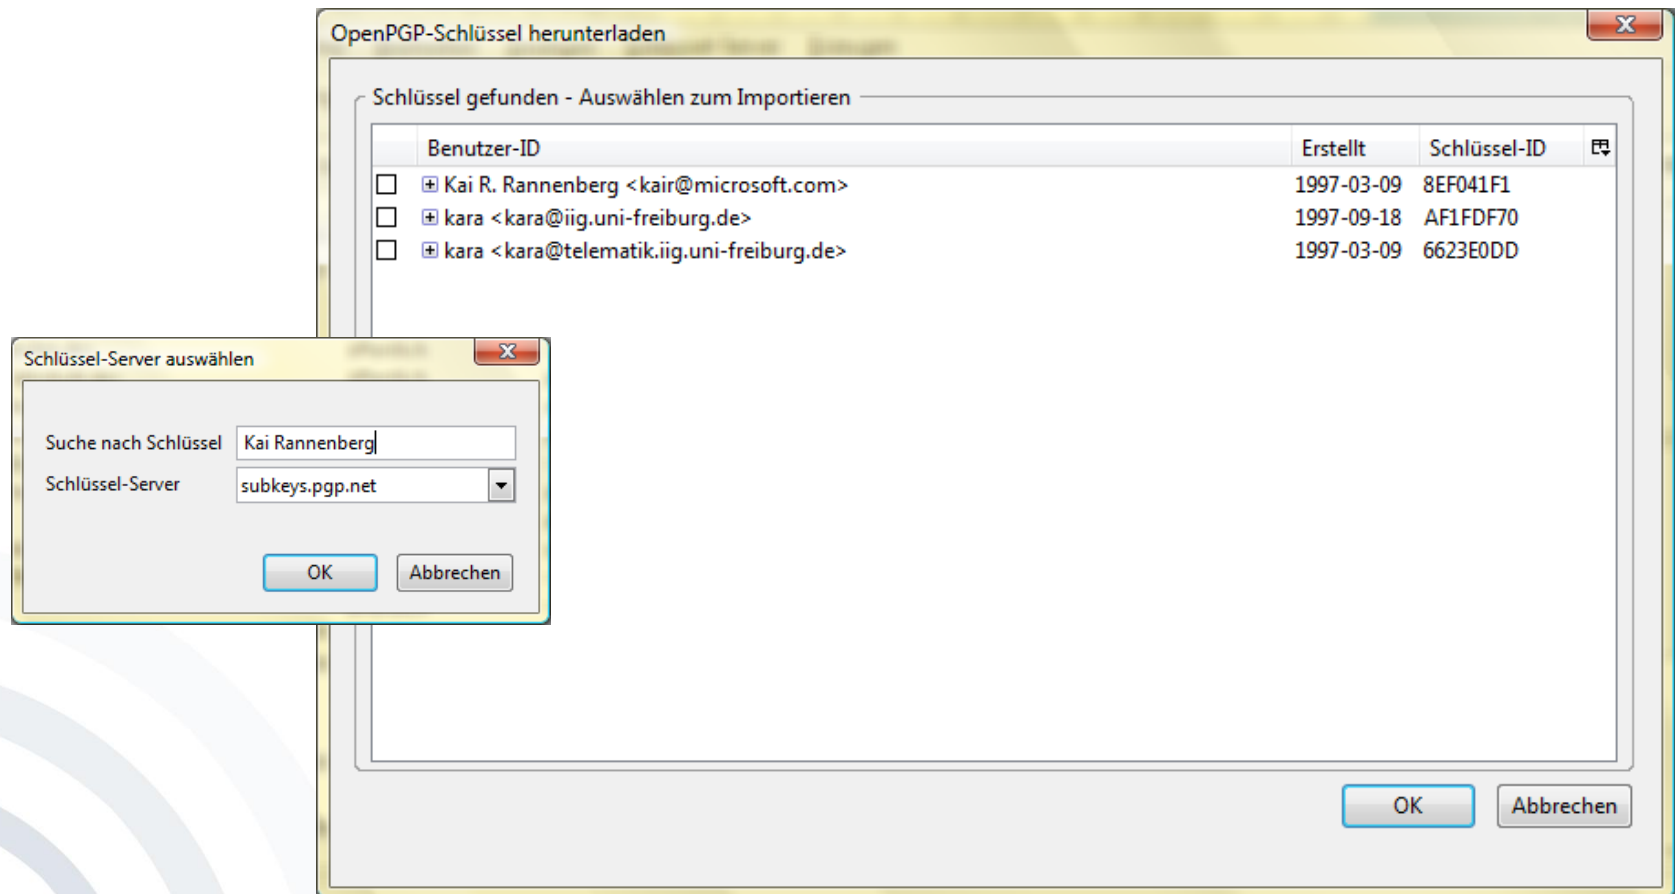 OpenPGP-Schlüssel herunterladen
Schlüssel gefunden - Auswählen zum Importieren
Benutzer-ID Erstellt Schlüssel-ID
Kai R. Rannenberg <kair@microsoft.com> 1997-03-09 8EF041F1
kara <kara@iig.uni-freiburg.de> 1997-09-18 AF1FDF70
kara <kara@telematik.iig.uni-freiburg.de> 1997-03-09 6623E0DD
OK Abbrechen
Schlüssel-Server auswählen
Suche nach Schlüssel Kai Rannenberg
Schlüssel-Server subkeys.pgp.net
OK Abbrechen